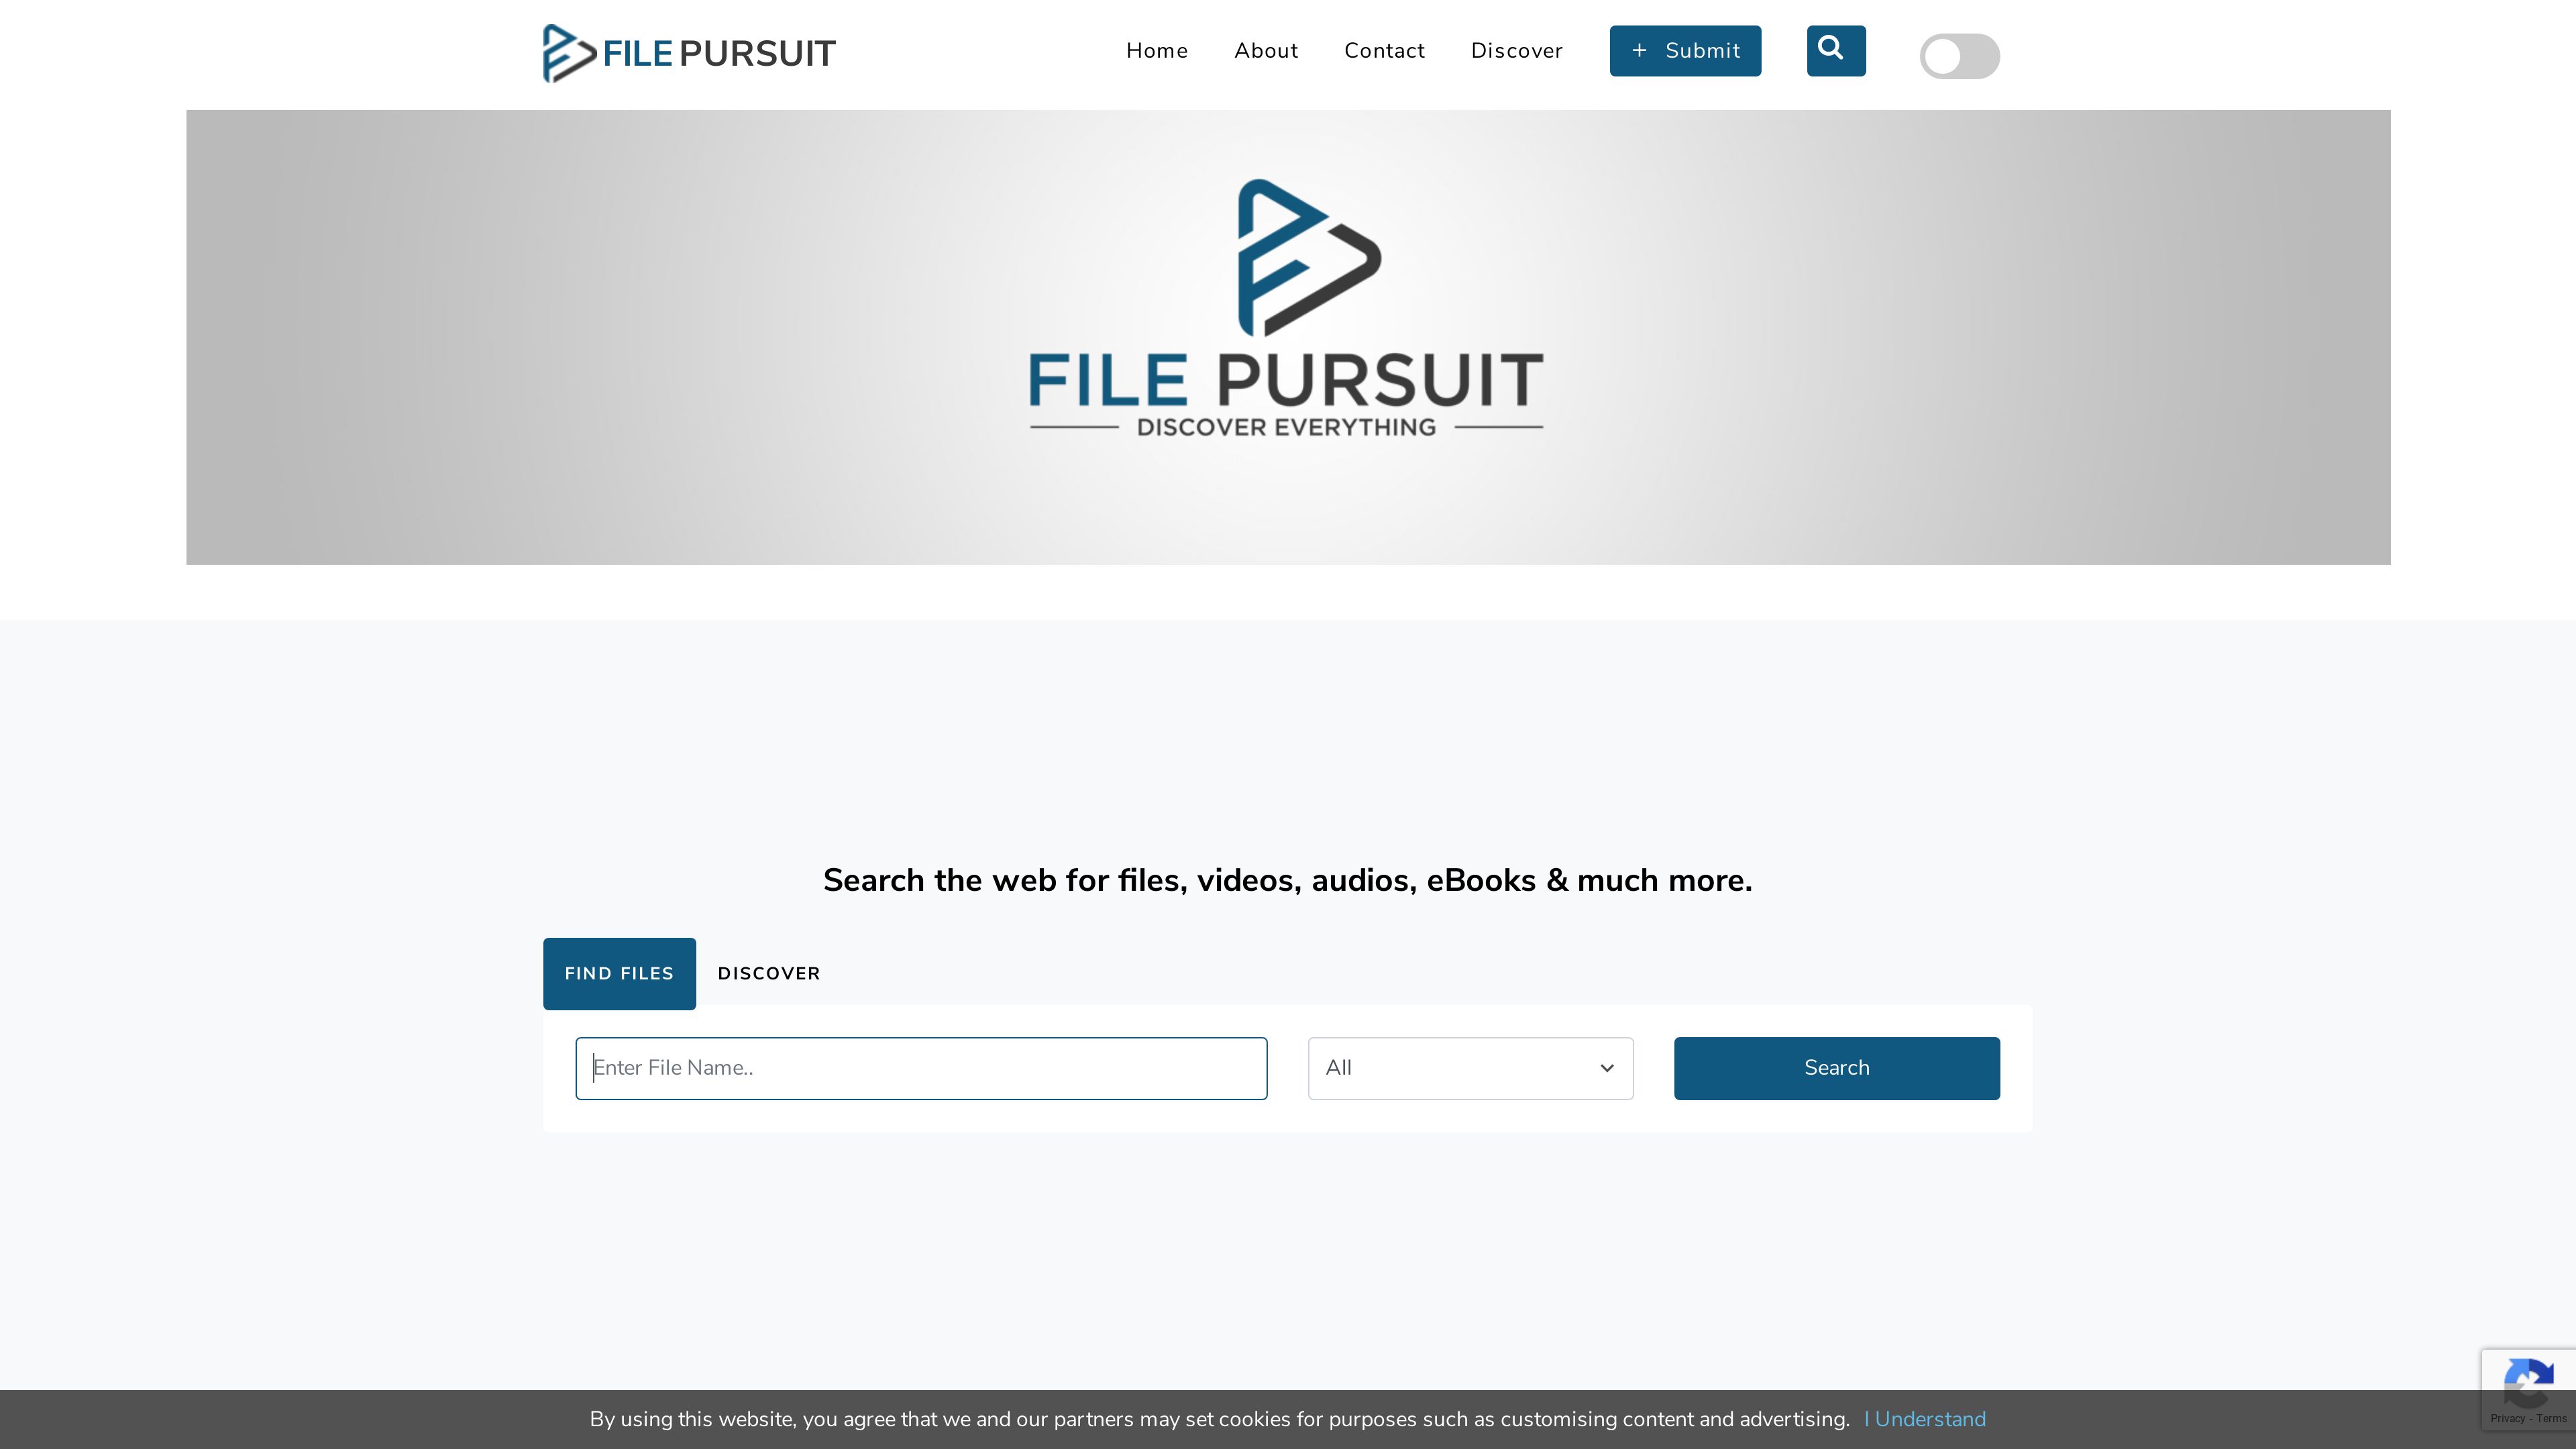 FILE PURSUIT
Home
About
Contact
Discover
+ Submit
FILE PURSUIT
DISCOVER EVERYTHING
Search the web for files, videos, audios, eBooks & much more.
FIND FILES
DISCOVER
Enter File Name..
All
Search
By using this website, you agree that we and our partners may set cookies for purposes such as customising content and advertising. I Understand
Privacy - Terms